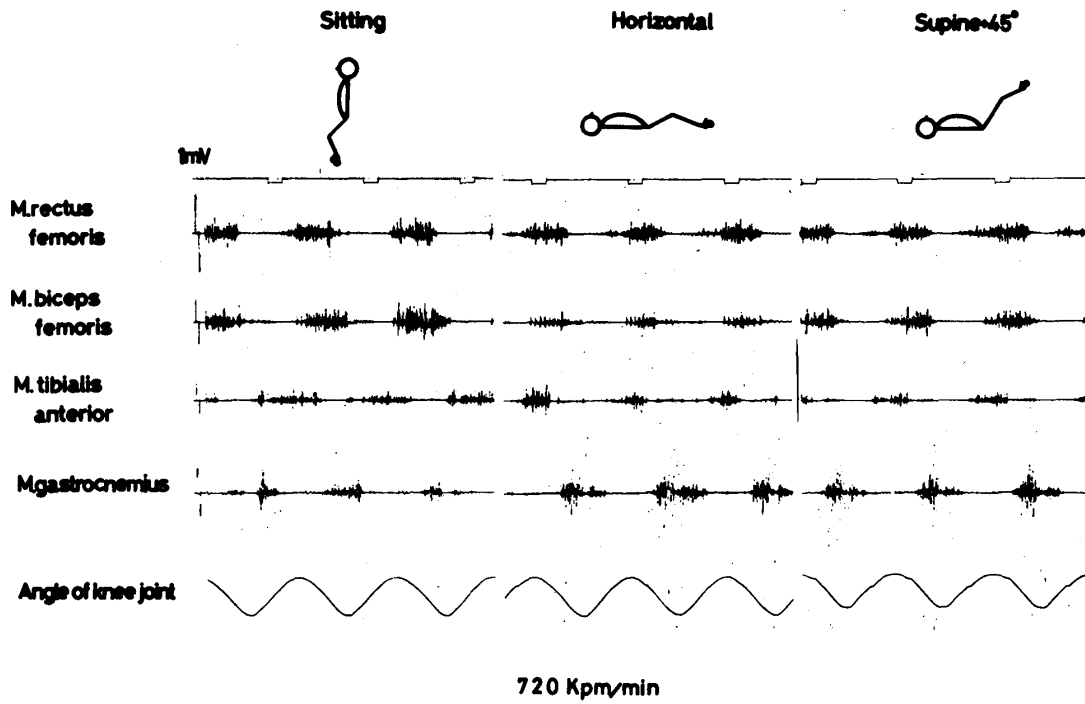 Sitting
Horizontal
Supine+45°
1mV
M.rectus
femoris
M.biceps
femoris
M.tibialis
anterior
M.gastrocnemius
Angle of knee joint
720 Kpm/min